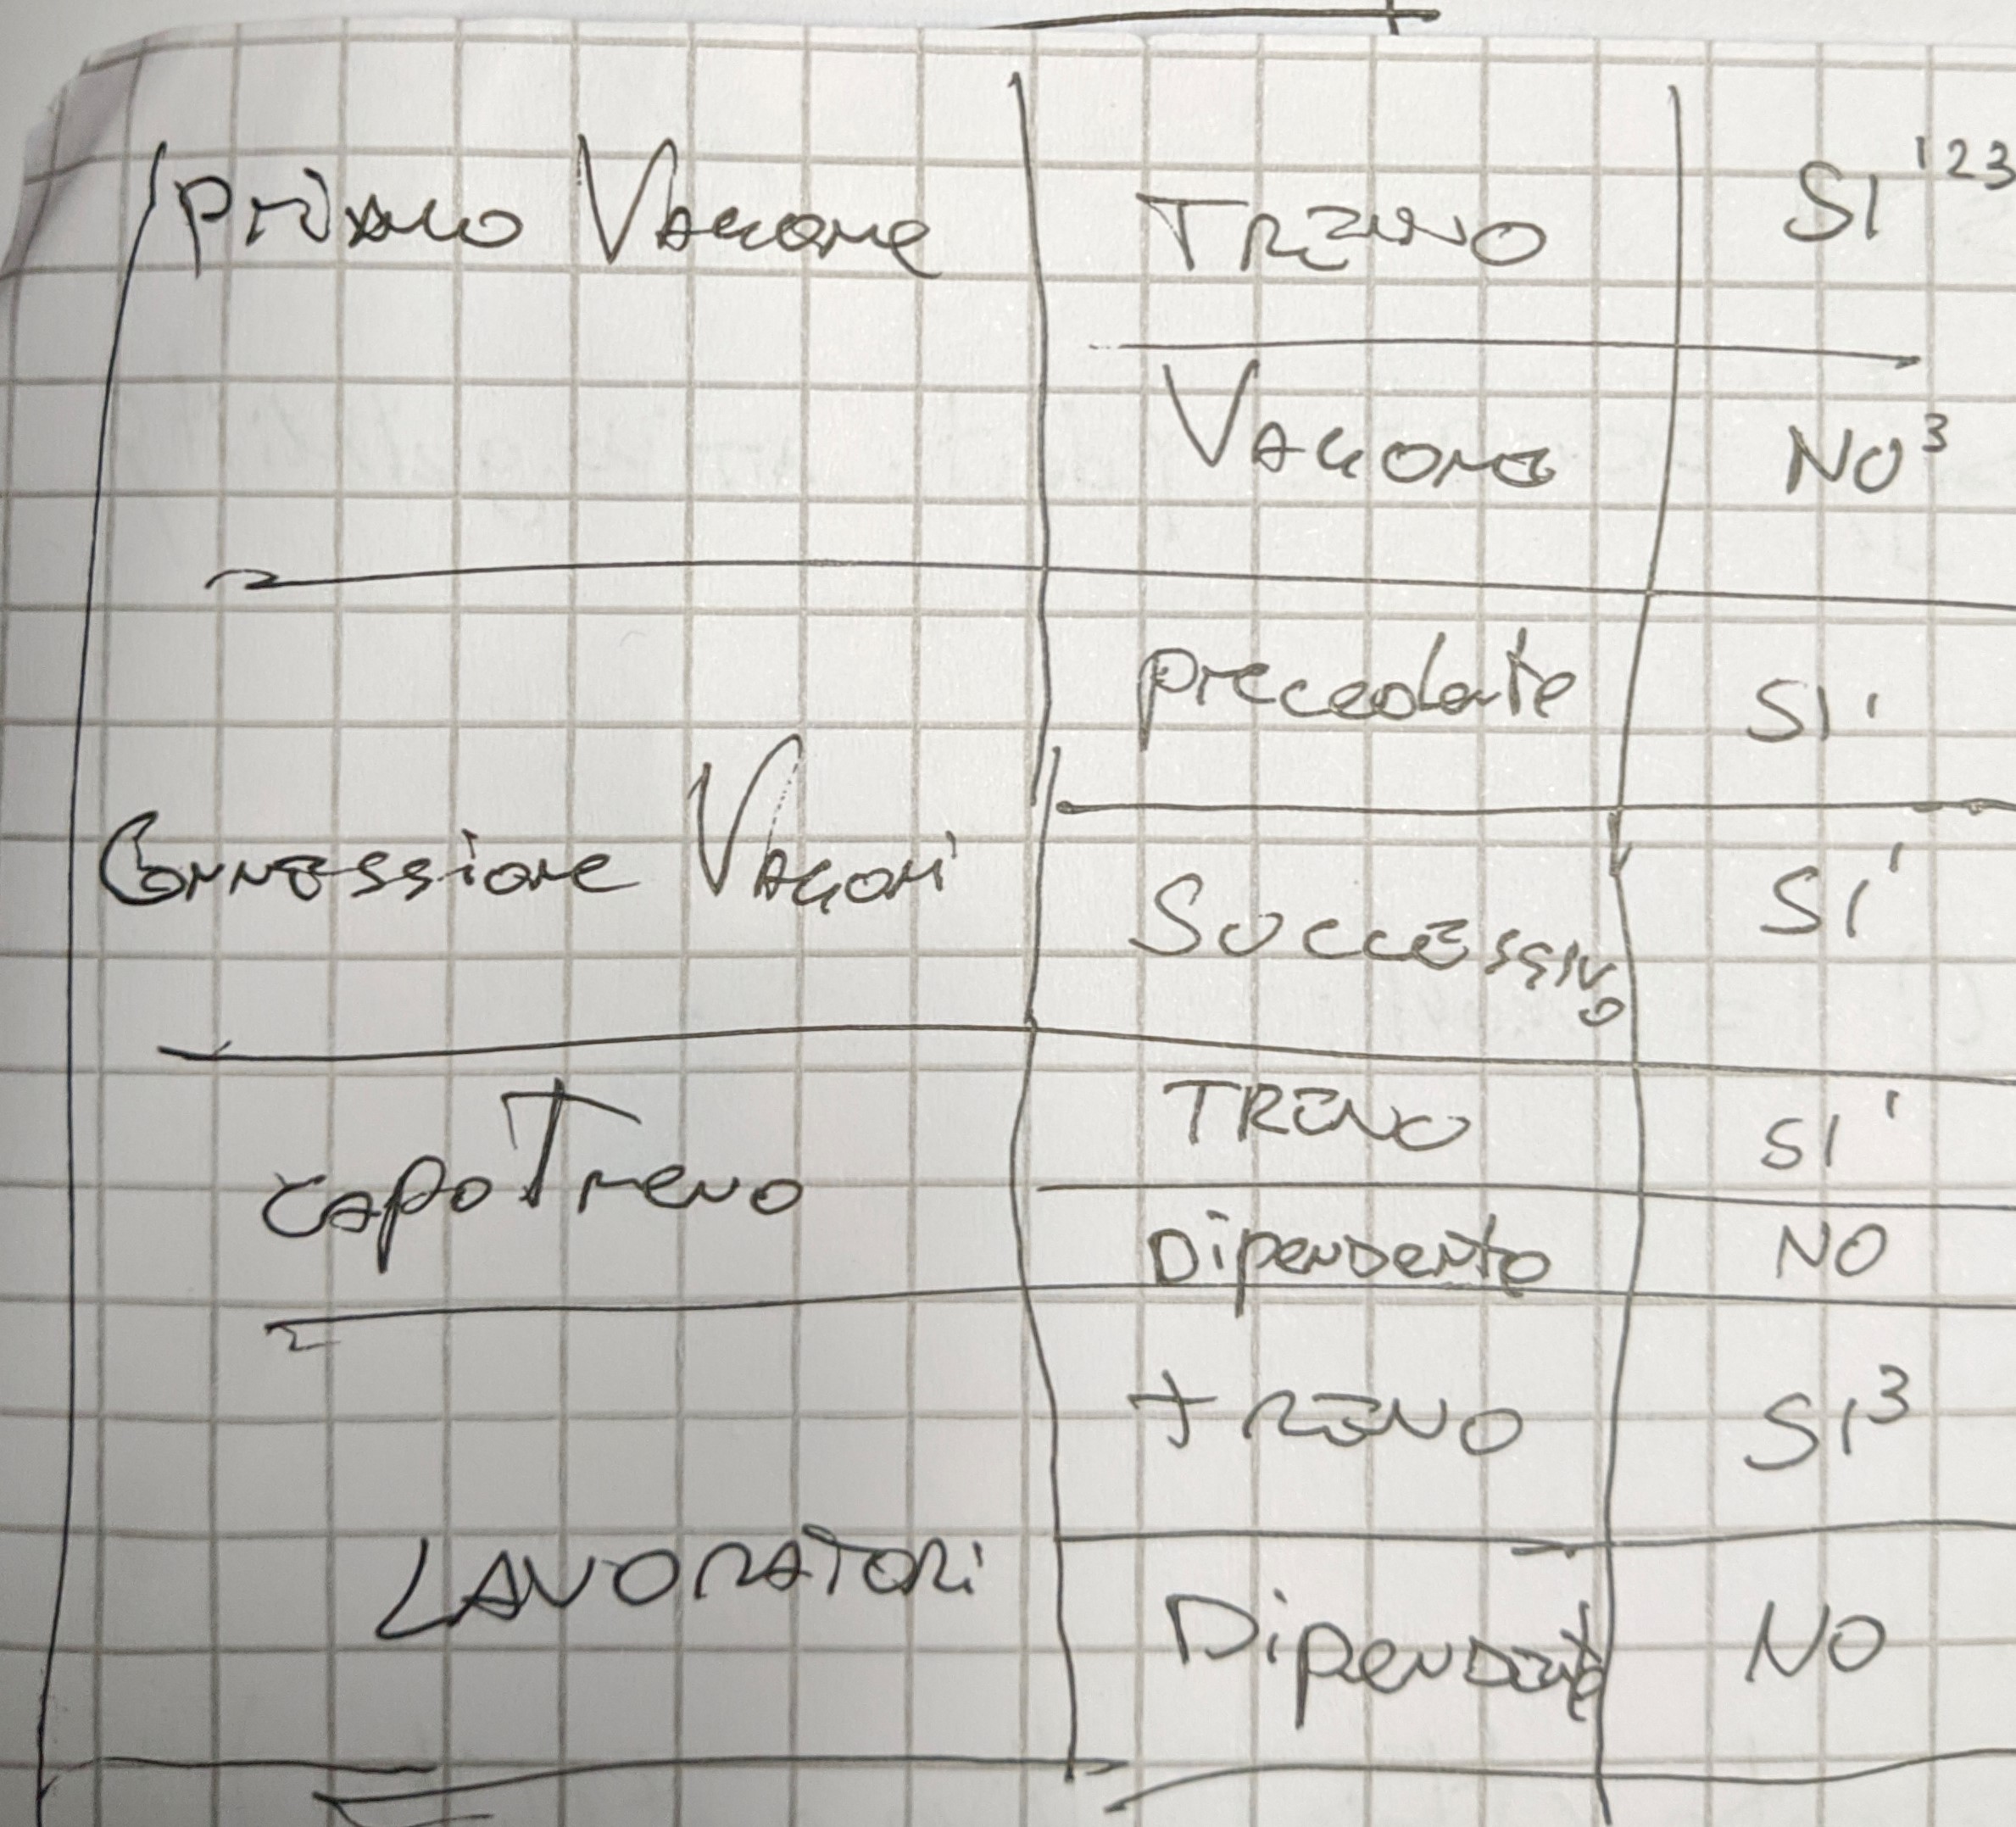 Primo Vagone TRENO SI 123
Vagone NO 3
precedente SI 1
Connessione Vagoni Successivo SI 1
TRENO SI 1
CapoTreno Dipendente NO
TRENO SI 3
LAVORATORI Dipendente NO